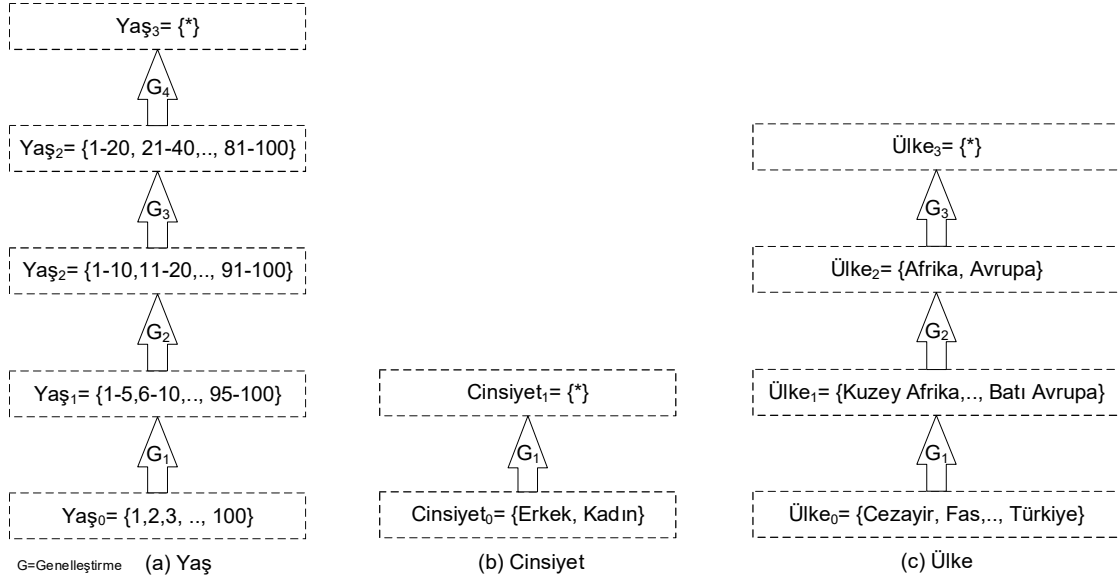 Yaş3= {*}
G4
Yaş2= {1-20, 21-40,.., 81-100}
G3
Yaş2= {1-10,11-20,.., 91-100}
G2
Yaş1= {1-5,6-10,.., 95-100}
G1
Yaş0= {1,2,3, .., 100}
G=Genelleştirme
(a) Yaş
Cinsiyet1= {*}
G1
Cinsiyet0= {Erkek, Kadın}
(b) Cinsiyet
Ülke3= {*}
G3
Ülke2= {Afrika, Avrupa}
G2
Ülke1= {Kuzey Afrika,.., Batı Avrupa}
G1
Ülke0= {Cezayir, Fas,.., Türkiye}
(c) Ülke